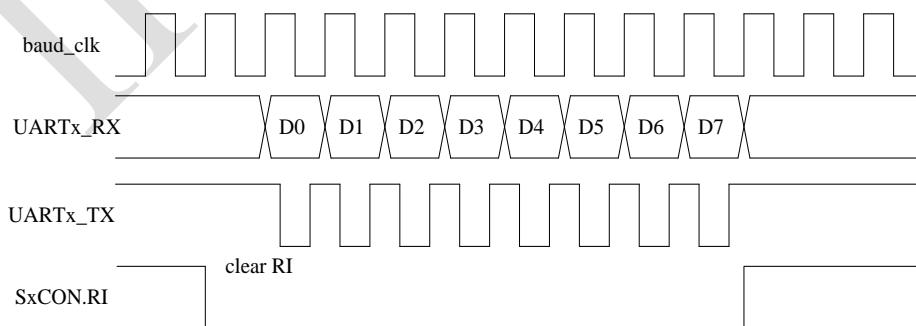 baud_clk
UARTx_RX D0 D1 D2 D3 D4 D5 D6 D7
UARTx_TX
clear RI
SxCON.RI